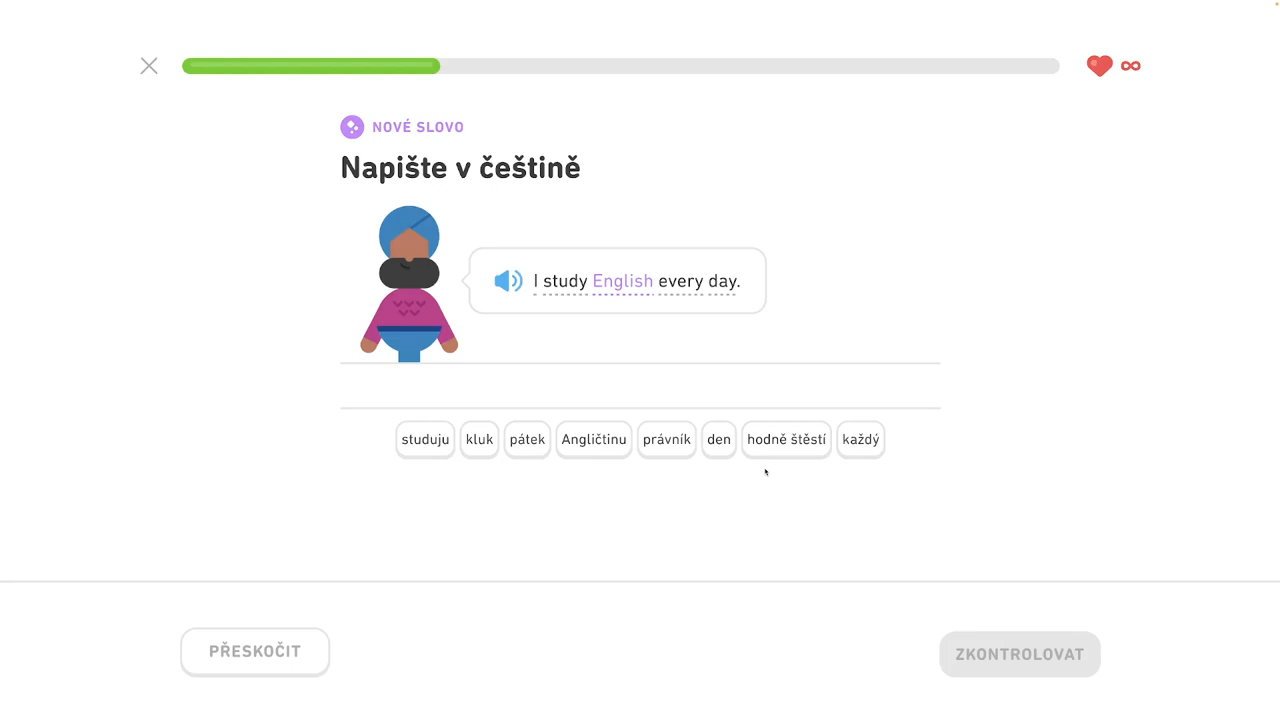 ∞
NOVÉ SLOVO
Napište v češtině
I study English every day.
studuju kluk pátek Angličtinu právník den hodně štěstí každý
PŘESKOČIT ZKONTROLOVAT